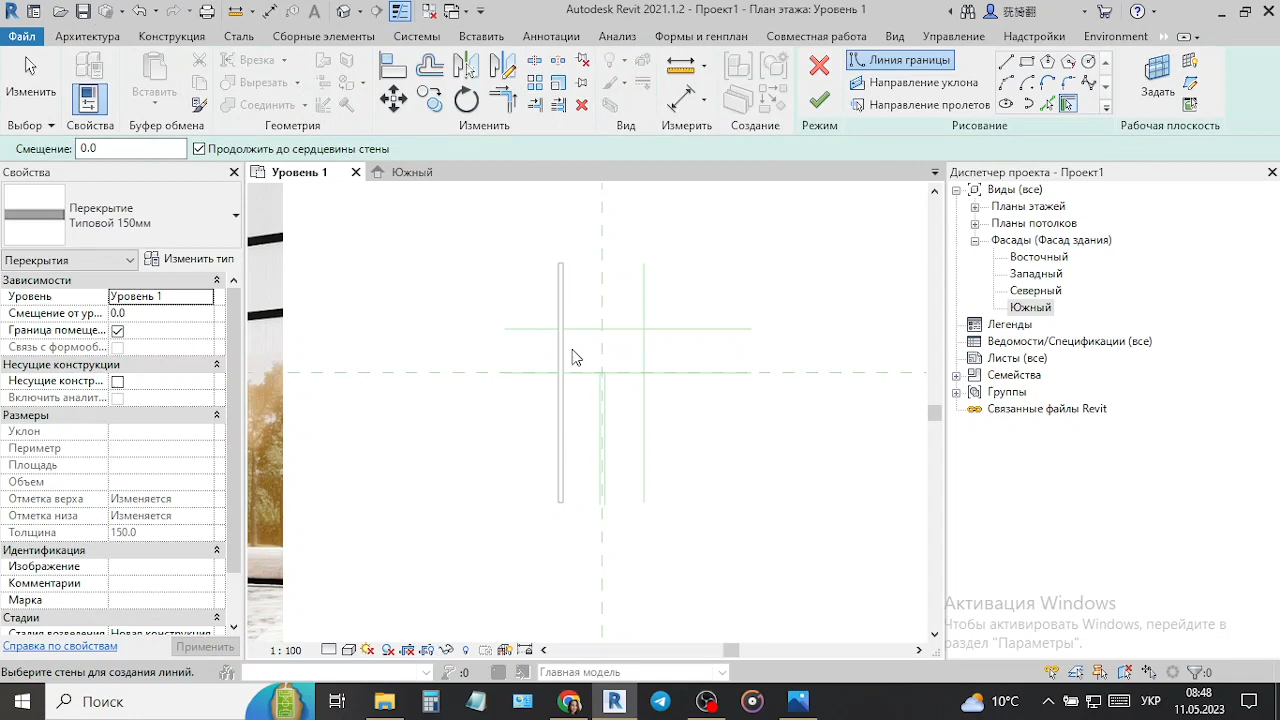 Autodesk Revit 2021.1.2 - Проект1 - План этажа: Уровень 1
Файл Архитектура Конструкция Сталь Сборные элементы Системы Вставить Аннотации Анализ Формы и генплан Совместная работа Вид Управление Надстройки Environment
Изменить
Вставить
Врезка
Вырезать
Соединить
Линия границы
Направление уклона
Направление пролетов
Задать
Выбор Свойства Буфер обмена Геометрия Изменить Вид Измерить Создание Режим Рисование Рабочая плоскость
Смещение: 0.0 Продолжить до сердцевины стены
Свойства
Уровень 1
Южный
Диспетчер проекта - Проект1
Перекрытие
Типовой 150мм
Перекрытия Изменить тип
Зависимости
Уровень Уровень 1
Смещение от ур... 0.0
Граница помеще...
Связь с формооб...
Несущие конструкции
Несущие констр...
Включить аналит...
Размеры
Уклон
Периметр
Площадь
Объем
Отметка верха Изменяется
Отметка низа Изменяется
Толщина 150.0
Идентификация
Изображение
Комментарии
Марка
Стадии
Стадия возведения Новая конструкция
Справка по свойствам Применить
Виды (все)
Планы этажей
Планы потолков
Фасады (Фасад здания)
Восточный
Западный
Северный
Южный
Легенды
Ведомости/Спецификации (все)
Листы (все)
Семейства
Группы
Связанные файлы Revit
Активация Windows
Чтобы активировать Windows, перейдите в
раздел "Параметры".
1 : 100
Выберите стены для создания линий. :0 Главная модель :0
Поиск
10°C
УКР
08:48
11.05.2023